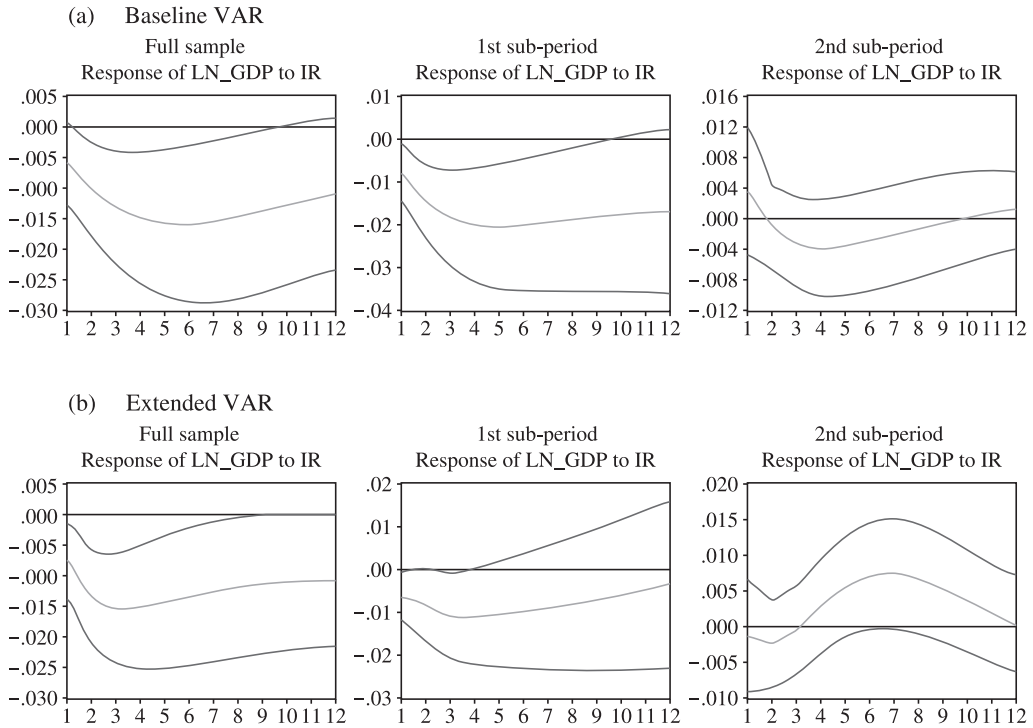 (a) Baseline VAR
Full sample
Response of LN_GDP to IR
.005
.000
−.005
−.000
−.015
−.020
−.025
−.030
1 2 3 4 5 6 7 8 9 10 11 12
1st sub-period
Response of LN_GDP to IR
.01
.00
−.01
−.02
−.03
−.04
1 2 3 4 5 6 7 8 9 10 11 12
2nd sub-period
Response of LN_GDP to IR
.016
.012
.008
.004
.000
−.004
−.008
−.012
1 2 3 4 5 6 7 8 9 10 11 12
(b) Extended VAR
Full sample
Response of LN_GDP to IR
.005
.000
−.005
−.000
−.015
−.020
−.025
−.030
1 2 3 4 5 6 7 8 9 10 11 12
1st sub-period
Response of LN_GDP to IR
.02
.01
.00
−.01
−.02
−.03
1 2 3 4 5 6 7 8 9 10 11 12
2nd sub-period
Response of LN_GDP to IR
.020
.015
.010
.005
.000
−.005
−.010
1 2 3 4 5 6 7 8 9 10 11 12